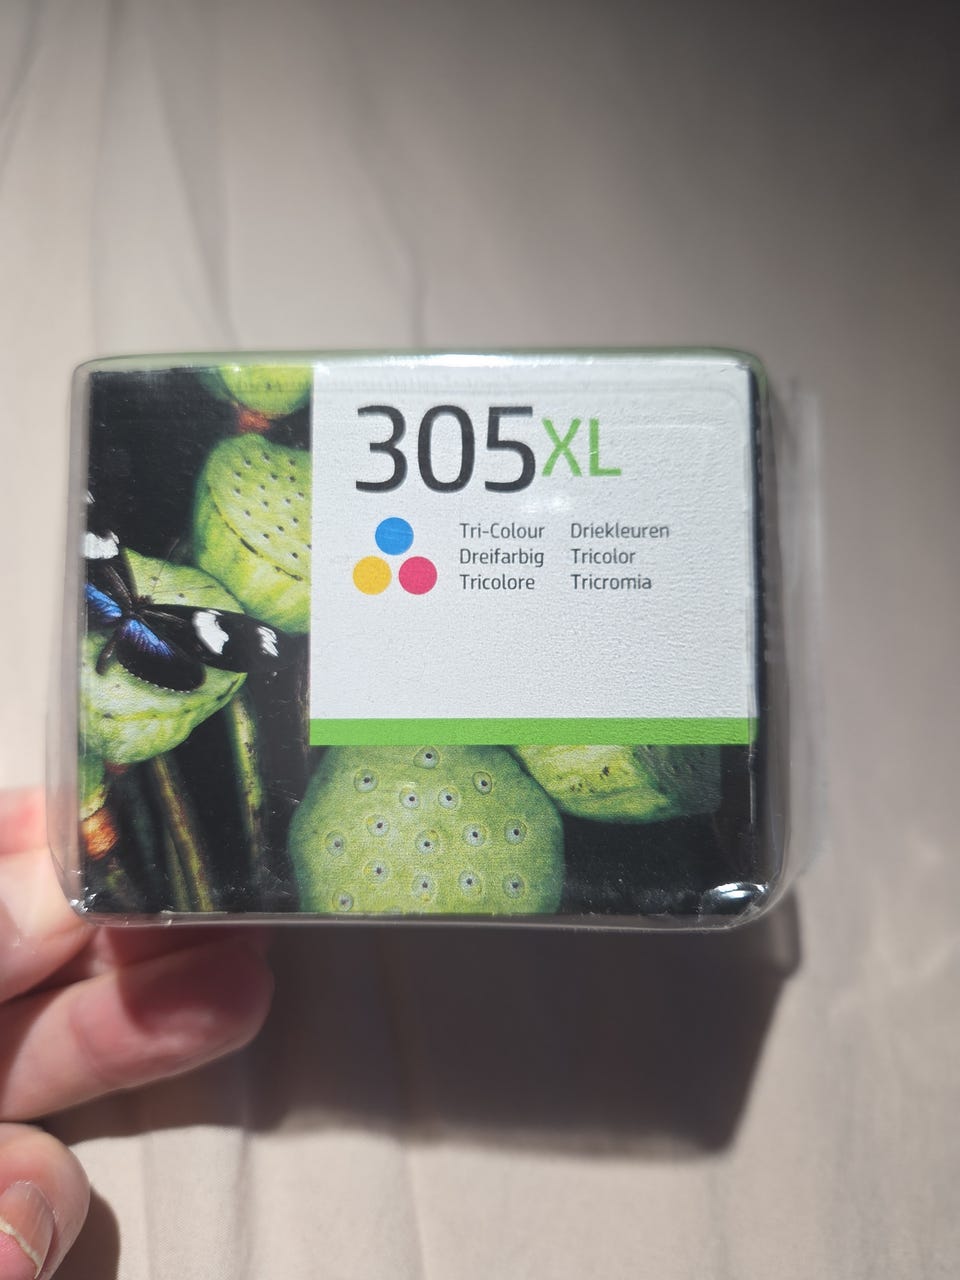 305XL
Tri-Colour Driekleuren
Dreifarbig Tricolor
Tricolore Tricromia